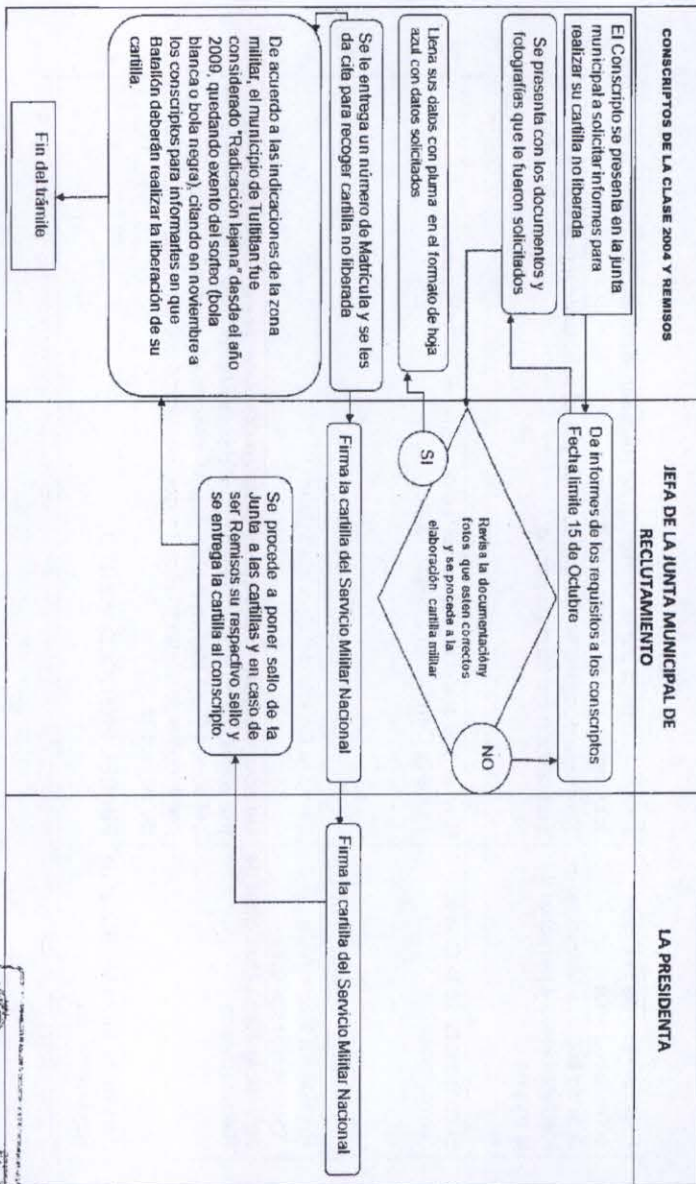 CONSCRIPTOS DE LA CLASE 2004 Y REMISOS
JEFA DE LA JUNTA MUNICIPAL DE
RECLUTAMIENTO
LA PRESIDENTA
El Conscripto se presenta en la junta
municipal a solicitar informes para
realizar su cartilla no liberada
Da informes de los requisitos a los conscriptos
Fecha limite 15 de Octubre
Se presenta con los documentos y
fotografías que le fueron solicitados
Revisa la documentacióny
fotos que esten correctos
y se procede a la
elaboración cartilla militar
NO
SI
Llena sus datos con pluma en el formato de hoja
azul con datos solicitados
Se le entrega un número de Matrícula y se les
da cita para recoger cartilla no liberada
Firma la cartilla del Servicio Militar Nacional
Firma la cartilla del Servicio Militar Nacional
Se procede a poner sello de la
Junta a las cartillas y en caso de
ser Remisos su respectivo sello y
se entrega la cartilla al conscripto.
De acuerdo a las indicaciones de la zona
militar, el municipio de Tultitlan fue
considerado "Radicación lejana" desde el año
2009, quedando exento del sorteo (bola
blanca o bola negra), citando en noviembre a
los conscriptos para informarles en que
Batallón deberán realizar la liberación de su
cartilla.
Fin del trámite